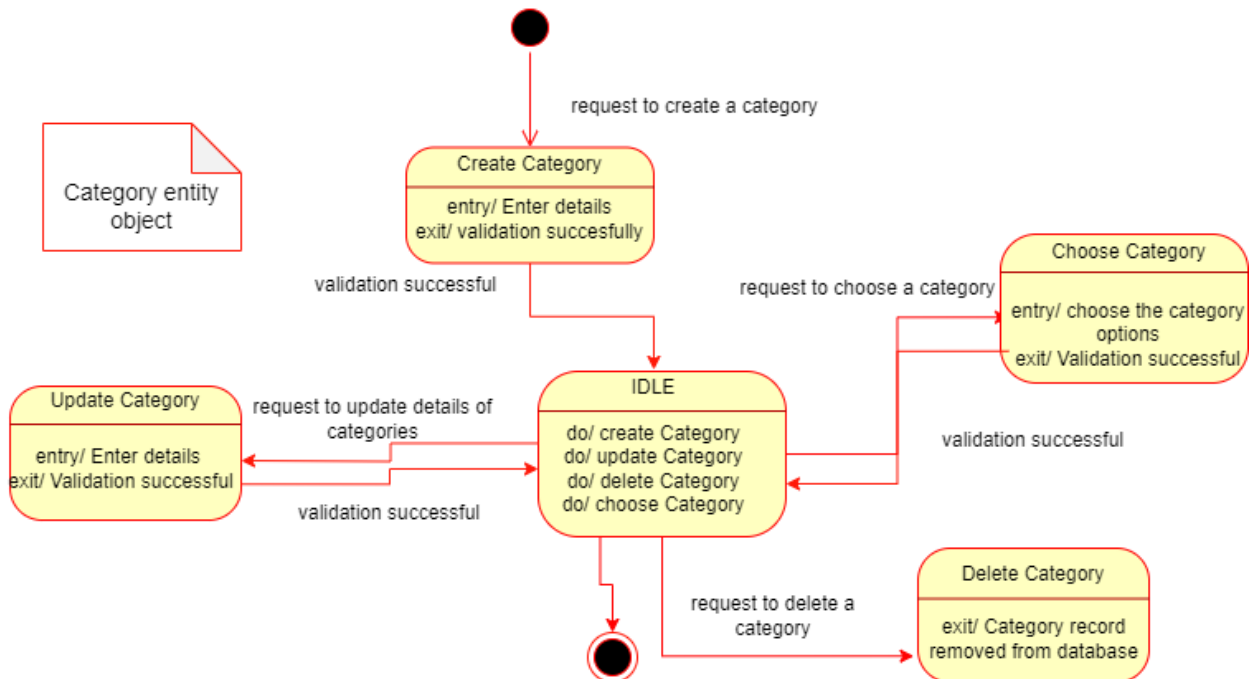 request to create a category
Create Category
entry/ Enter details
exit/ validation succesfully
Category entity
object
validation successful
Choose Category
entry/ choose the category
options
exit/ Validation successful
request to choose a category
validation successful
IDLE
do/ create Category
do/ update Category
do/ delete Category
do/ choose Category
Update Category
entry/ Enter details
exit/ Validation successful
request to update details of
categories
validation successful
request to delete a
category
Delete Category
exit/ Category record
removed from database